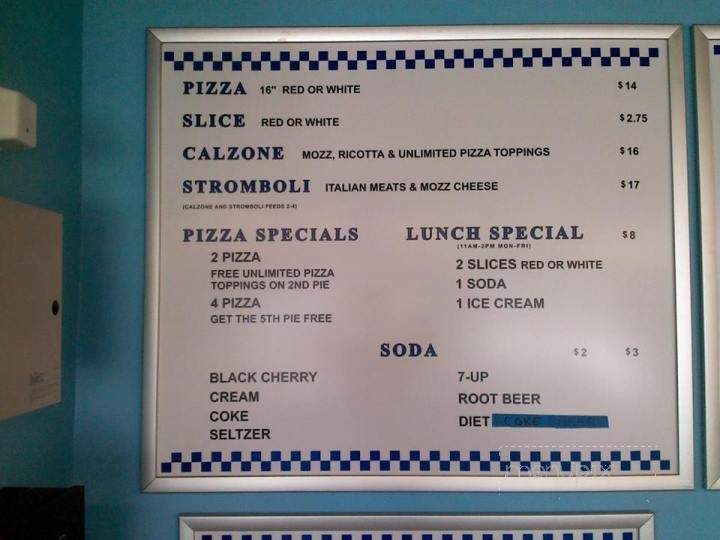 PIZZA 16" RED OR WHITE $14
SLICE RED OR WHITE $2.75
CALZONE MOZZ, RICOTTA & UNLIMITED PIZZA TOPPINGS $16
STROMBOLI ITALIAN MEATS & MOZZ CHEESE $17
(CALZONE AND STROMBOLI FEEDS 2-4)
PIZZA SPECIALS
2 PIZZA
FREE UNLIMITED PIZZA
TOPPINGS ON 2ND PIE
4 PIZZA
GET THE 5TH PIE FREE
LUNCH SPECIAL $8
(11AM-2PM MON-FRI)
2 SLICES RED OR WHITE
1 SODA
1 ICE CREAM
SODA $2 $3
BLACK CHERRY
CREAM
COKE
SELTZER
7-UP
ROOT BEER
DIET COKE
menupix